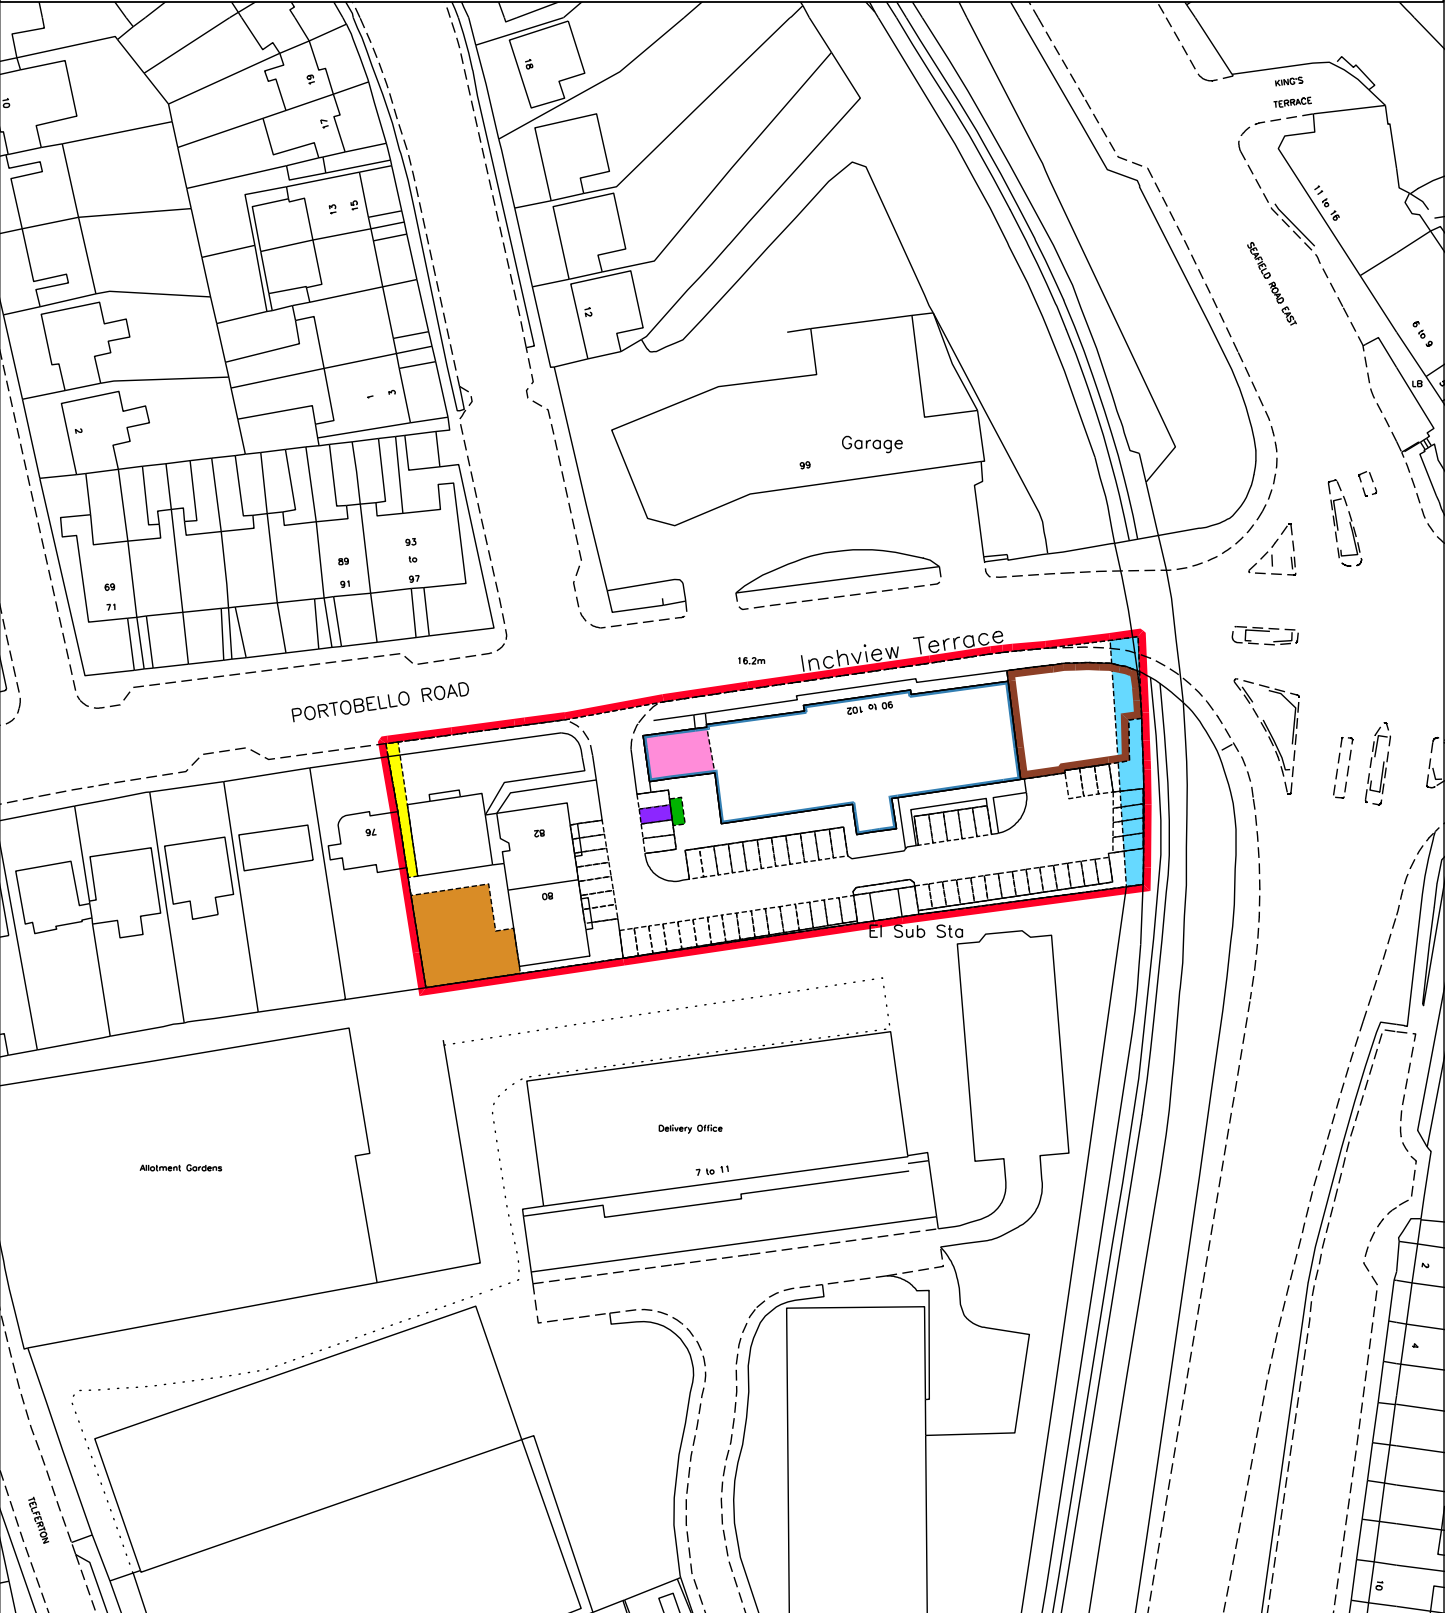 10
19
17
18
13
15
12
1
3
2
KING'S
TERRACE
11 to 16
SEAFIELD ROAD EAST
6 to 9
LB
Garage
99
93
to
97
89
91
69
71
16.2m
Inchview Terrace
PORTOBELLO ROAD
90 to 102
76
82
80
El Sub Sta
Delivery Office
7 to 11
Allotment Gardens
TELFERTON
2
4
10